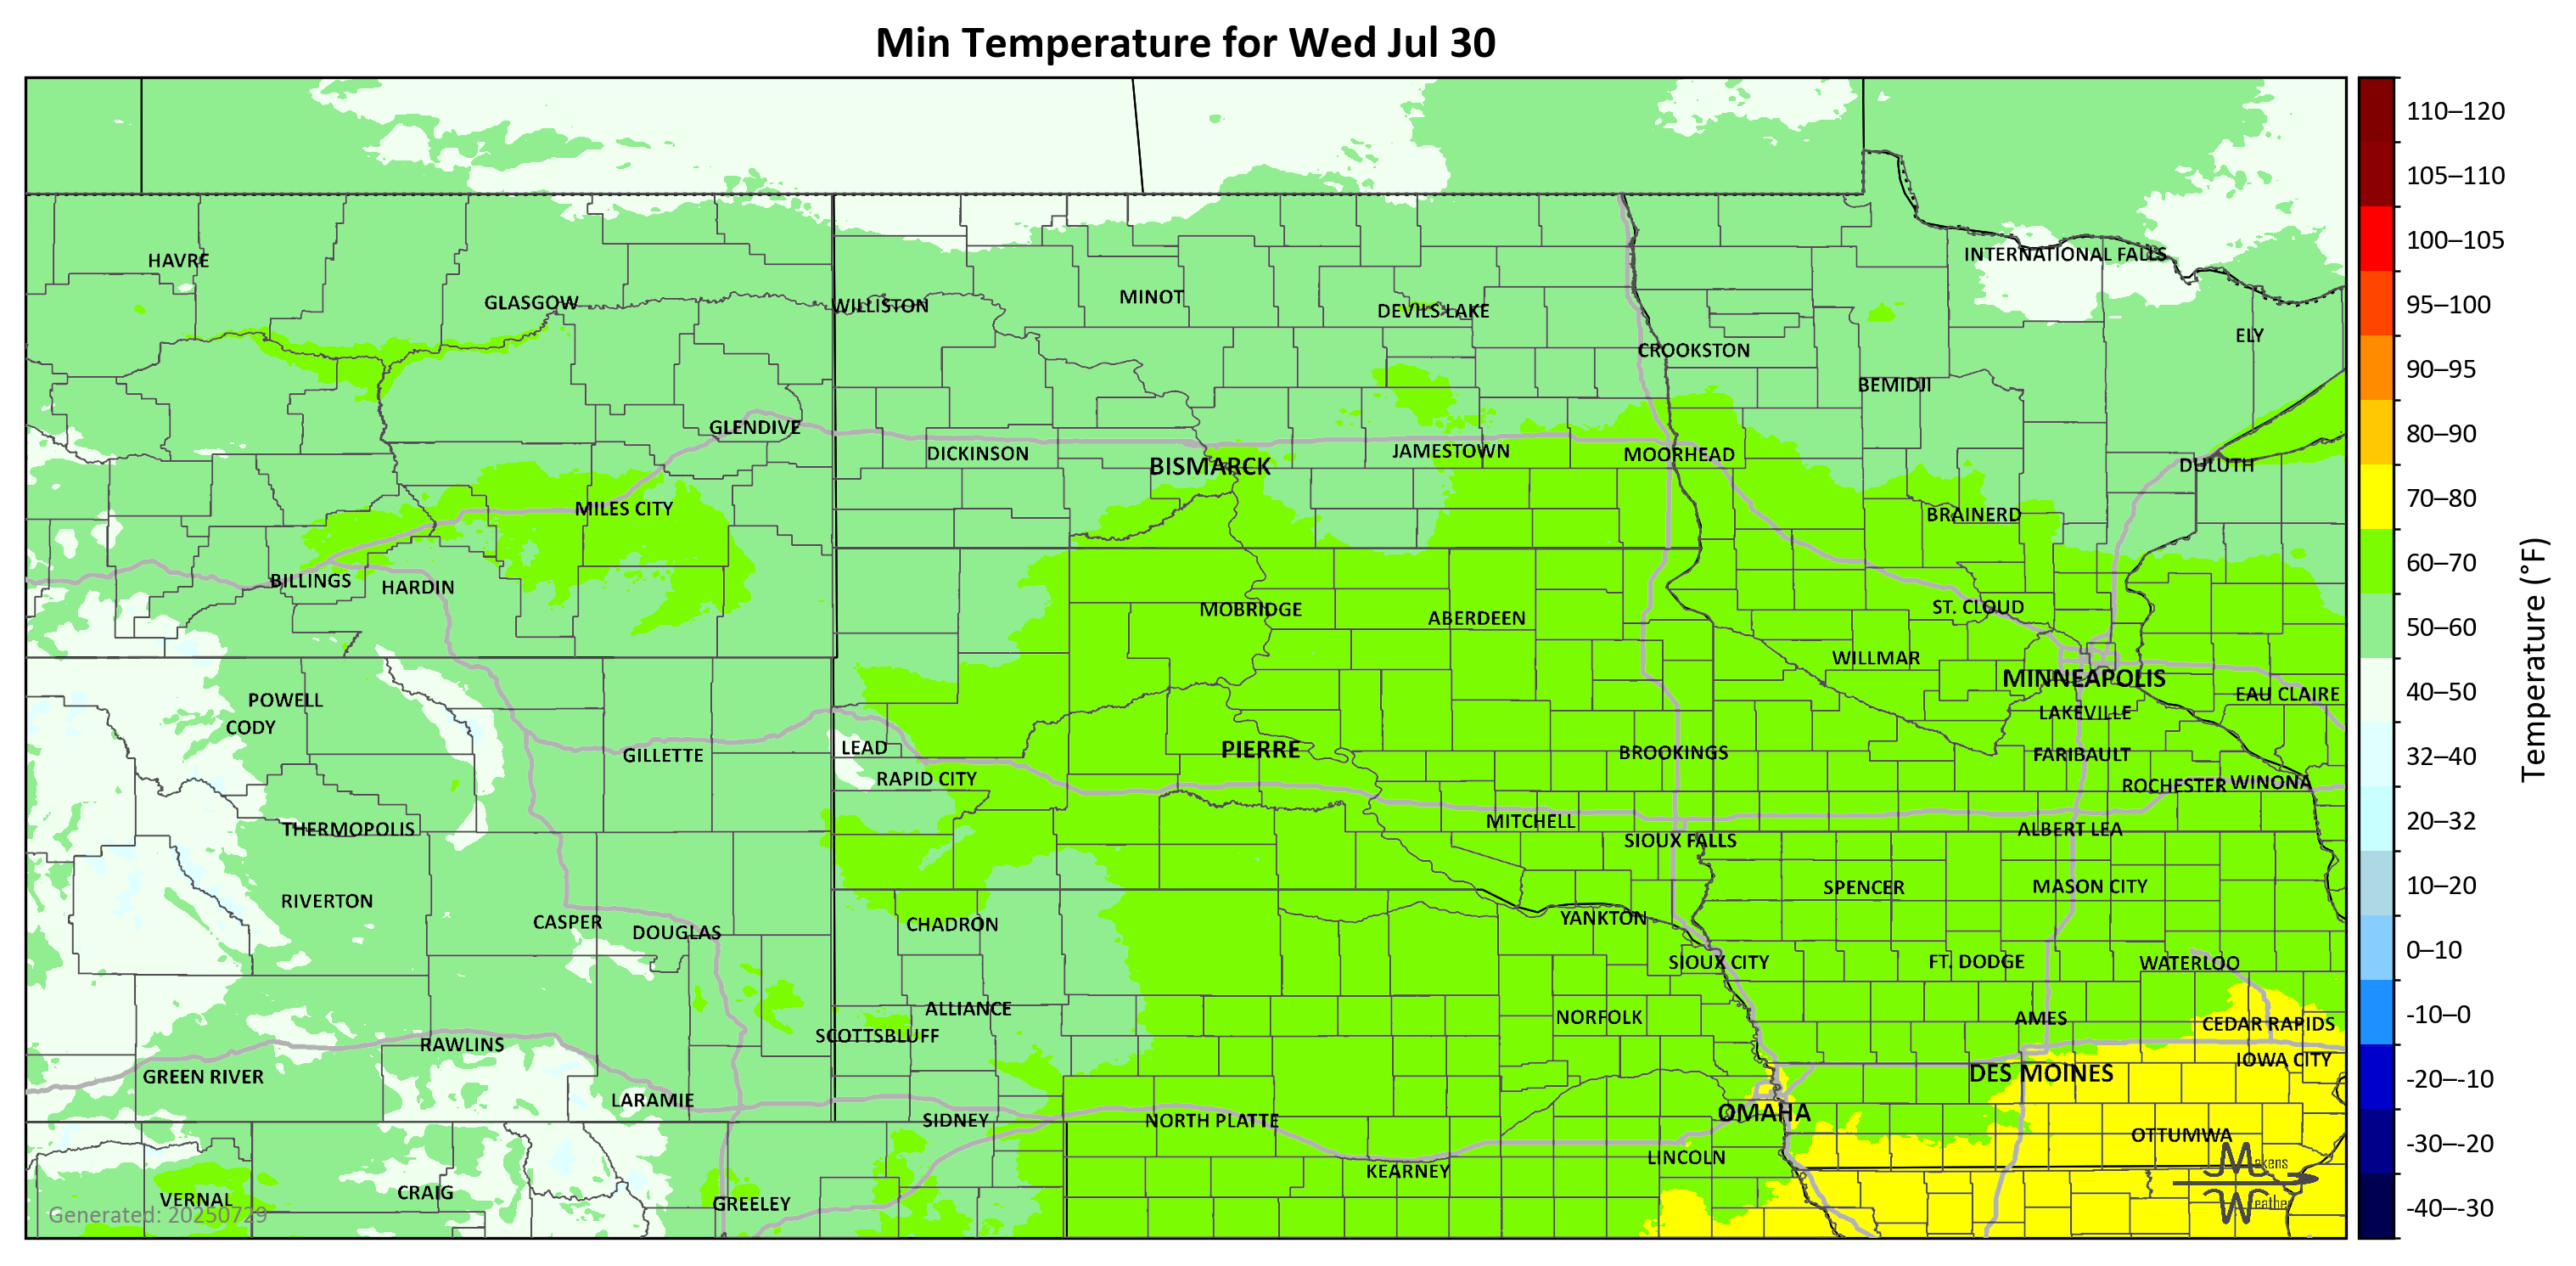 Min Temperature for Wed Jul 30
HAVRE
GLASGOW
WILLISTON
MINOT
DEVILS LAKE
INTERNATIONAL FALLS
ELY
CROOKSTON
BEMIDJI
GLENDIVE
DICKINSON
BISMARCK
JAMESTOWN
MOORHEAD
DULUTH
MILES CITY
BRAINERD
BILLINGS
HARDIN
MOBRIDGE
ABERDEEN
ST. CLOUD
WILLMAR
MINNEAPOLIS
POWELL
EAU CLAIRE
CODY
LAKEVILLE
GILLETTE
LEAD
PIERRE
BROOKINGS
FARIBAULT
RAPID CITY
ROCHESTER
WINONA
THERMOPOLIS
MITCHELL
SIOUX FALLS
ALBERT LEA
RIVERTON
SPENCER
MASON CITY
CASPER
DOUGLAS
CHADRON
YANKTON
SIOUX CITY
FT. DODGE
WATERLOO
ALLIANCE
NORFOLK
AMES
CEDAR RAPIDS
SCOTTSBLUFF
RAWLINS
IOWA CITY
GREEN RIVER
DES MOINES
LARAMIE
OMAHA
SIDNEY
NORTH PLATTE
OTTUMWA
LINCOLN
KEARNEY
Makens
Weather
VERNAL
CRAIG
GREELEY
Generated: 20250729
110–120
105–110
100–105
95–100
90–95
80–90
70–80
60–70
50–60
40–50
32–40
20–32
10–20
0–10
-10–0
-20–-10
-30–-20
-40–-30
Temperature (°F)